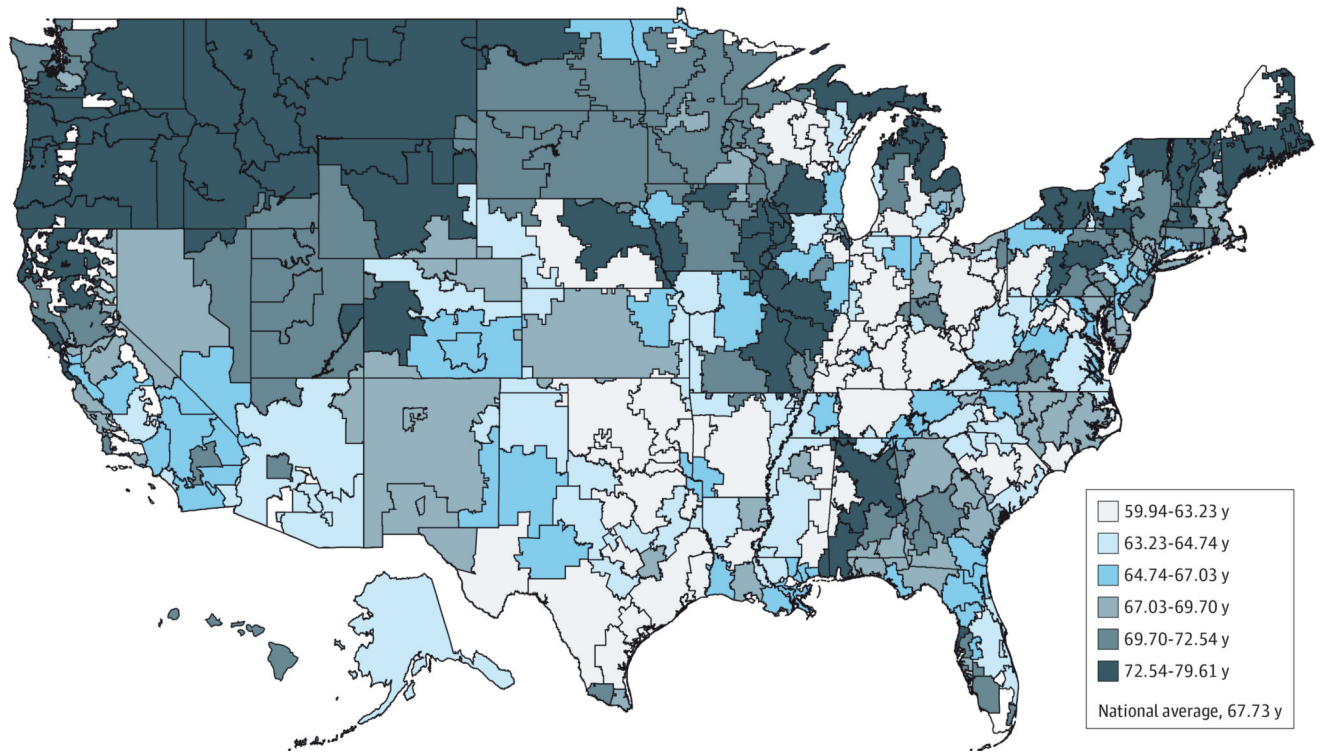 59.94-63.23 y
63.23-64.74 y
64.74-67.03 y
67.03-69.70 y
69.70-72.54 y
72.54-79.61 y
National average, 67.73 y